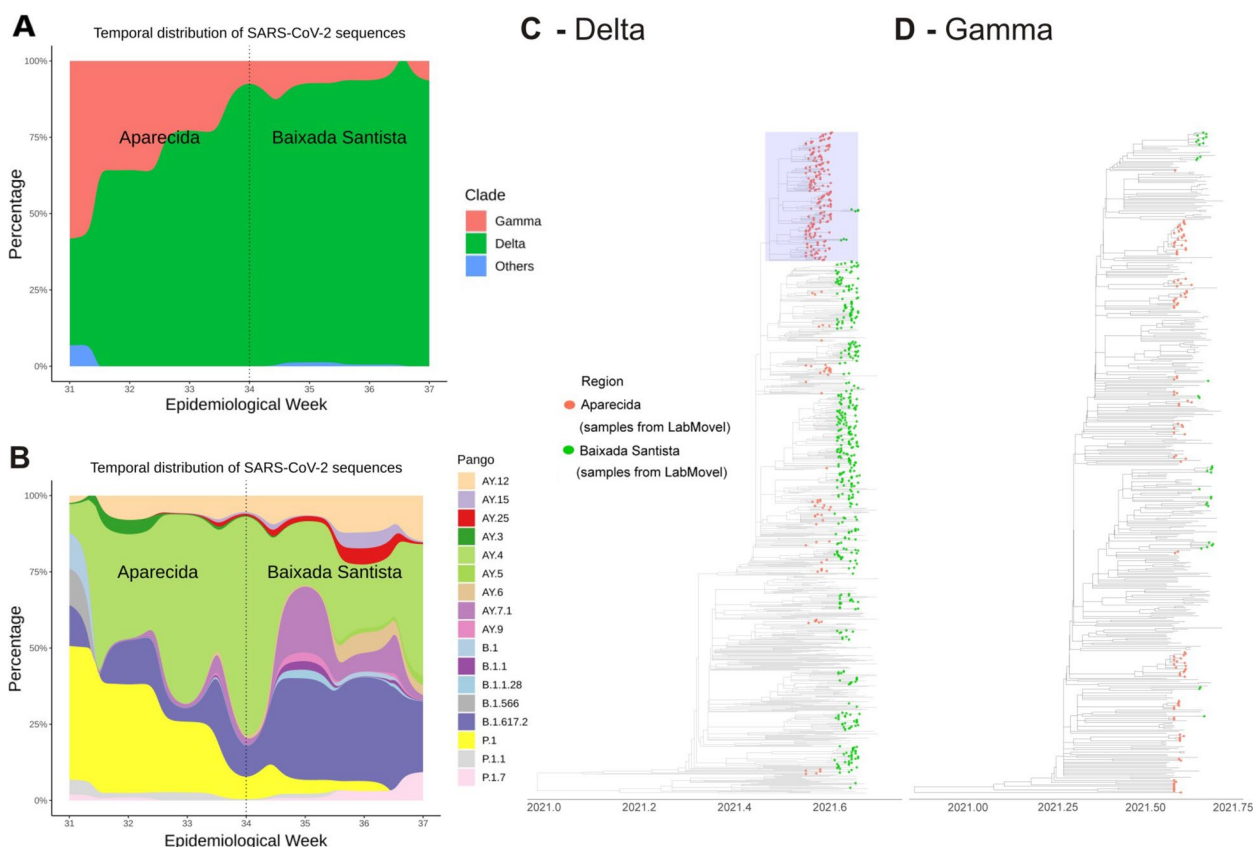 A
Temporal distribution of SARS-CoV-2 sequences
100%
75%
50%
25%
0%
Percentage
Aparecida
Baixada Santista
31
32
33
34
35
36
37
Epidemiological Week
Clade
Gamma
Delta
Others
B
Temporal distribution of SARS-CoV-2 sequences
100%
75%
50%
25%
0%
Percentage
Aparecida
Baixada Santista
31
32
33
34
35
36
37
Epidemiological Week
Pango
AY.12
AY.15
AY.25
AY.3
AY.4
AY.5
AY.6
AY.7.1
AY.9
B.1
B.1.1
B.1.1.28
B.1.566
B.1.617.2
P.1
P.1.1
P.1.7
C - Delta
Region
Aparecida
(samples from LabMovel)
Baixada Santista
(samples from LabMovel)
2021.0
2021.2
2021.4
2021.6
D - Gamma
2021.00
2021.25
2021.50
2021.75